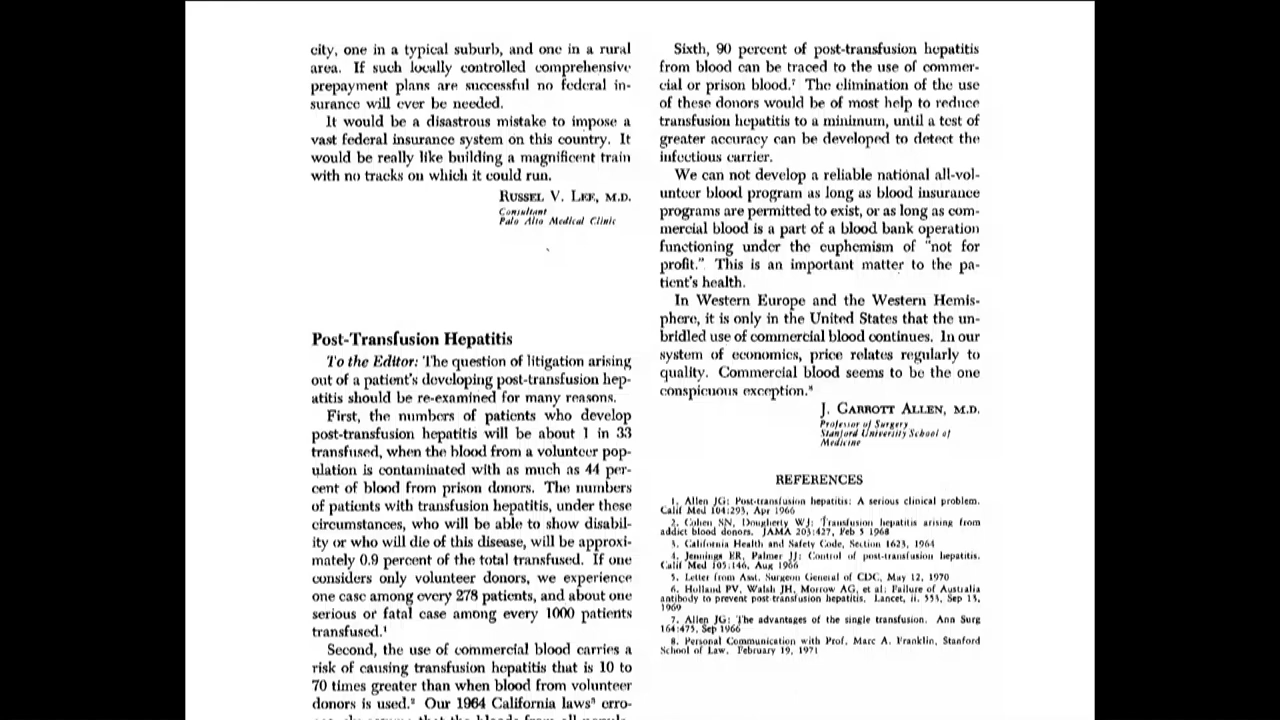 city, one in a typical suburb, and one in a rural
area. If such locally controlled comprehensive
prepayment plans are successful no federal in-
surance will ever be needed.
It would be a disastrous mistake to impose a
vast federal insurance system on this country. It
would be really like building a magnificent train
with no tracks on which it could run.
RUSSEL V. LEE, M.D.
Consultant
Palo Alto Medical Clinic
Post-Transfusion Hepatitis
To the Editor: The question of litigation arising
out of a patient's developing post-transfusion hep-
atitis should be re-examined for many reasons.
First, the numbers of patients who develop
post-transfusion hepatitis will be about 1 in 33
transfused, when the blood from a volunteer pop-
ulation is contaminated with as much as 44 per-
cent of blood from prison donors. The numbers
of patients with transfusion hepatitis, under these
circumstances, who will be able to show disabil-
ity or who will die of this disease, will be approxi-
mately 0.9 percent of the total transfused. If one
considers only volunteer donors, we experience
one case among every 278 patients, and about one
serious or fatal case among every 1000 patients
transfused.¹
Second, the use of commercial blood carries a
risk of causing transfusion hepatitis that is 10 to
70 times greater than when blood from volunteer
donors is used.² Our 1964 California laws³ erro-
Sixth, 90 percent of post-transfusion hepatitis
from blood can be traced to the use of commer-
cial or prison blood.⁷ The elimination of the use
of these donors would be of most help to reduce
transfusion hepatitis to a minimum, until a test of
greater accuracy can be developed to detect the
infectious carrier.
We can not develop a reliable national all-vol-
unteer blood program as long as blood insurance
programs are permitted to exist, or as long as com-
mercial blood is a part of a blood bank operation
functioning under the euphemism of "not for
profit." This is an important matter to the pa-
tient's health.
In Western Europe and the Western Hemis-
phere, it is only in the United States that the un-
bridled use of commercial blood continues. In our
system of economics, price relates regularly to
quality. Commercial blood seems to be the one
conspicuous exception.⁸
J. GARROTT ALLEN, M.D.
Professor of Surgery
Stanford University School of
Medicine
REFERENCES
1. Allen JG: Post-transfusion hepatitis: A serious clinical problem.
Calif Med 104:293, Apr 1966
2. Cohen SN, Dougherty WJ: Transfusion hepatitis arising from
addict blood donors. JAMA 203:427, Feb 5 1968
3. California Health and Safety Code, Section 1623, 1964
4. Jennings ER, Palmer JJ: Control of post-transfusion hepatitis.
Calif Med 105:146, Aug 1966
5. Letter from Asst. Surgeon General of CDC, May 12, 1970
6. Holland PV, Walsh JH, Morrow AG, et al: Failure of Australia
antibody to prevent post transfusion hepatitis. Lancet, ii. 553, Sep 13,
1969
7. Allen JG: The advantages of the single transfusion. Ann Surg
164:475, Sep 1966
8. Personal Communication with Prof. Marc A. Franklin, Stanford
School of Law. February 19, 1971